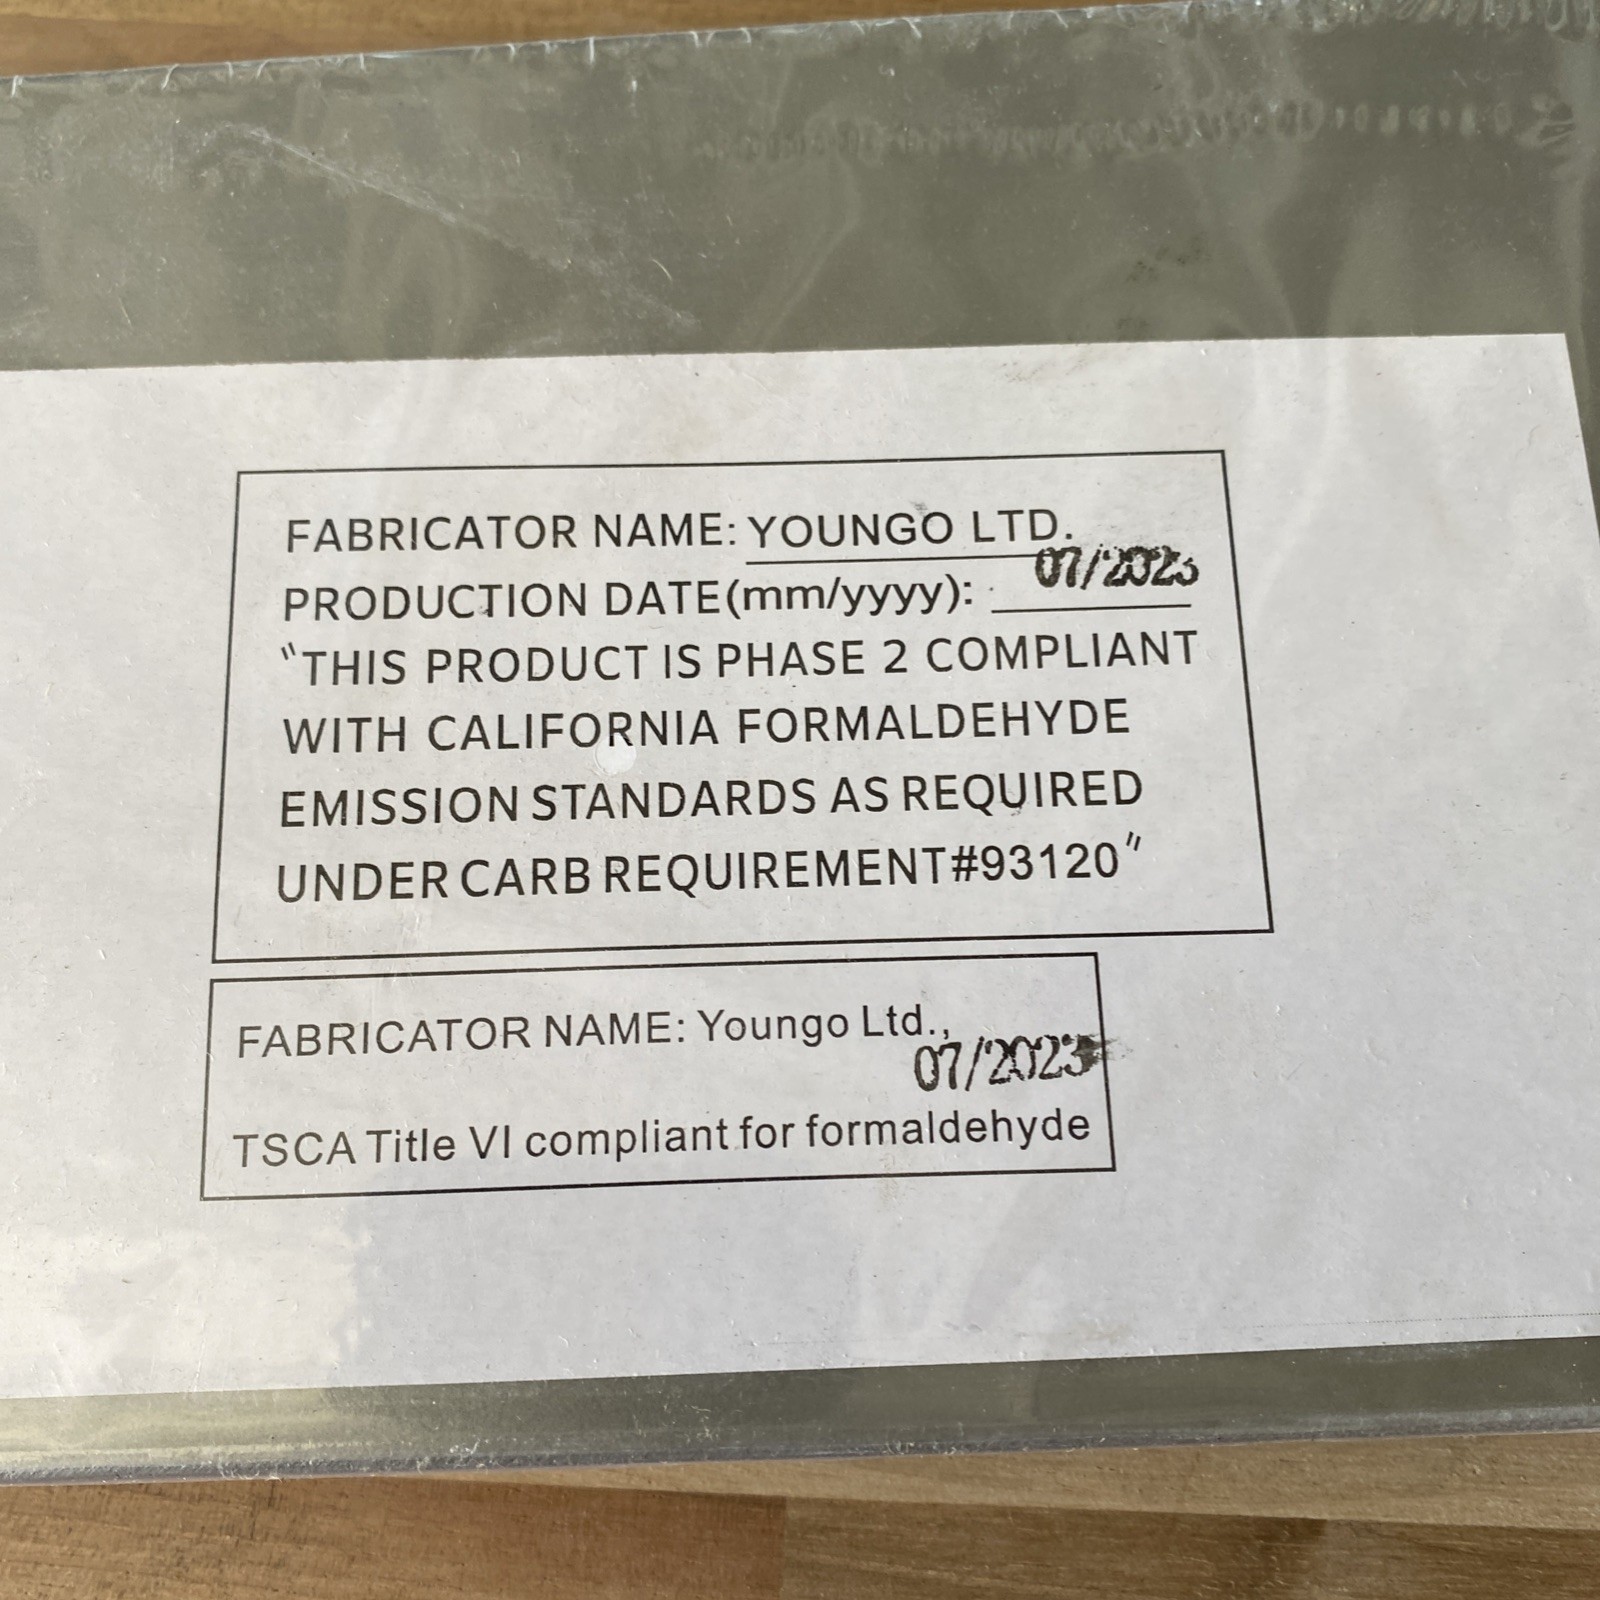 FABRICATOR NAME: YOUNGO LTD.
PRODUCTION DATE(mm/yyyy): 07/2023
"THIS PRODUCT IS PHASE 2 COMPLIANT
WITH CALIFORNIA FORMALDEHYDE
EMISSION STANDARDS AS REQUIRED
UNDER CARB REQUIREMENT#93120"
FABRICATOR NAME: Youngo Ltd.,
07/2023
TSCA Title VI compliant for formaldehyde